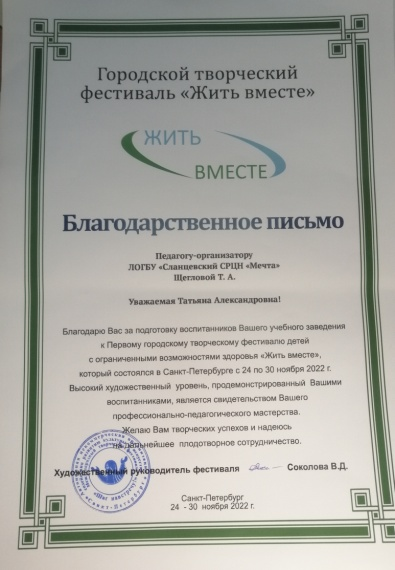 Городской творческий
фестиваль «Жить вместе»
ЖИТЬ
ВМЕСТЕ
Благодарственное письмо
Педагогу-организатору
ЛОГБУ «Сланцевский СРЦН «Мечта»
Щегловой Т. А.
Уважаемая Татьяна Александровна!
Благодарю Вас за подготовку воспитанников Вашего учебного заведения
к Первому городскому творческому фестивалю детей
с ограниченными возможностями здоровья «Жить вместе»,
который состоялся в Санкт-Петербурге с 24 по 30 ноября 2022 г.
Высокий художественный уровень, продемонстрированный Вашими
воспитанниками, является свидетельством Вашего
профессионально-педагогического мастерства.
Желаю Вам творческих успехов и надеюсь
на дальнейшее плодотворное сотрудничество.
Художественный руководитель фестиваля Соколова В.Д.
Санкт-Петербург
24 - 30 ноября 2022 г.